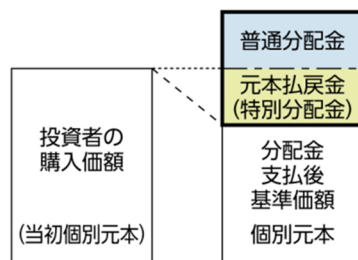 普通分配金
元本払戻金
(特別分配金)
投資者の
購入価額
(当初個別元本)
分配金
支払後
基準価額
個別元本